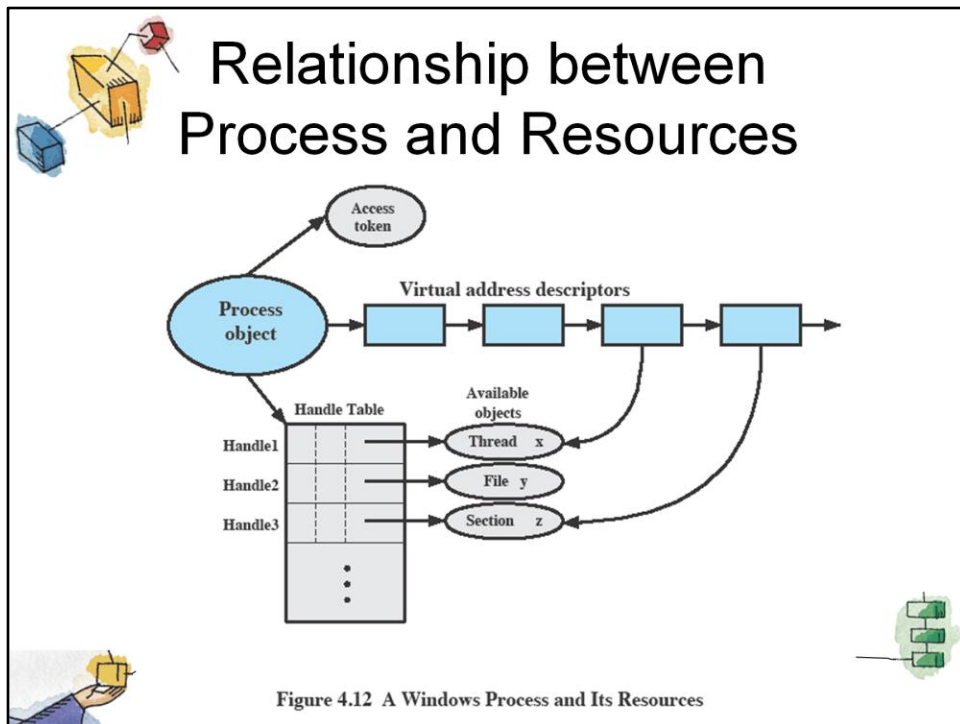 Relationship between
Process and Resources
Access
token
Process
object
Virtual address descriptors
Available
objects
Handle Table
Handle1
Thread x
Handle2
File y
Handle3
Section z
Figure 4.12 A Windows Process and Its Resources